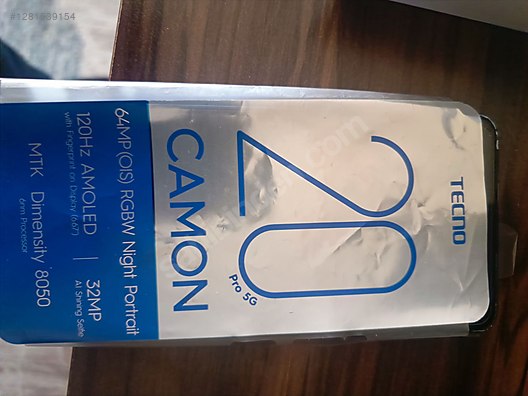 #1281939154
TECNO
20
Pro 5G
CAMON
64MP(OIS) RGBW Night Portrait
120Hz AMOLED | 32MP
with Fingerprint on Display (6.67") AI Shining Selfie
MTK Dimensity 8050
6nm Processor